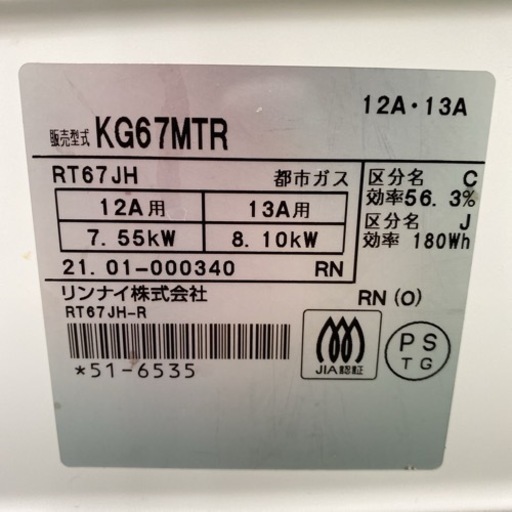 12A・13A
販売型式 KG67MTR
RT67JH 都市ガス
12A用 13A用
7.55kW 8.10kW
区分名 C
効率56.3%
区分名 J
効率 180Wh
21.01-000340 RN
リンナイ株式会社 RN(O)
RT67JH-R
*51-6535
JIA認証
PS
TG